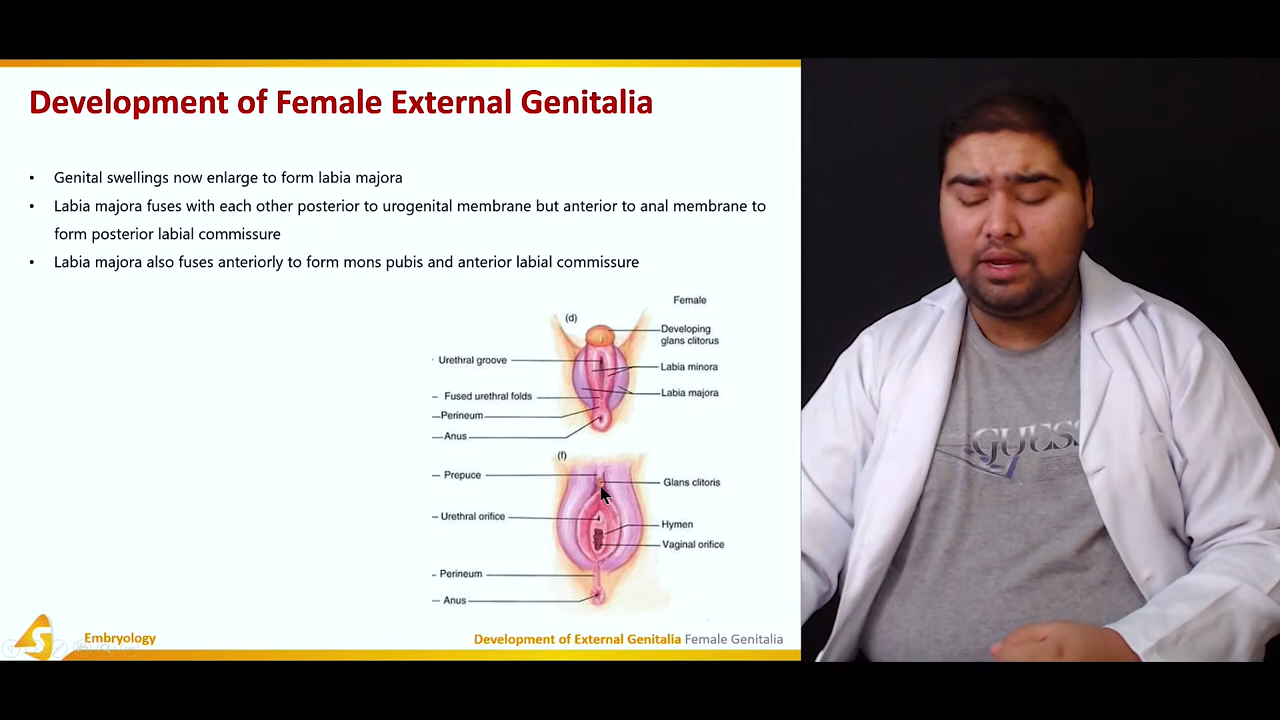 Development of Female External Genitalia
• Genital swellings now enlarge to form labia majora
• Labia majora fuses with each other posterior to urogenital membrane but anterior to anal membrane to
form posterior labial commissure
• Labia majora also fuses anteriorly to form mons pubis and anterior labial commissure
Female
(d)
Developing
glans clitorus
Urethral groove
Labia minora
Labia majora
Fused urethral folds
Perineum
Anus
(f)
Prepuce
Glans clitoris
Urethral orifice
Hymen
Vaginal orifice
Perineum
Anus
S
Embryology
Development of External Genitalia Female Genitalia
GUESS